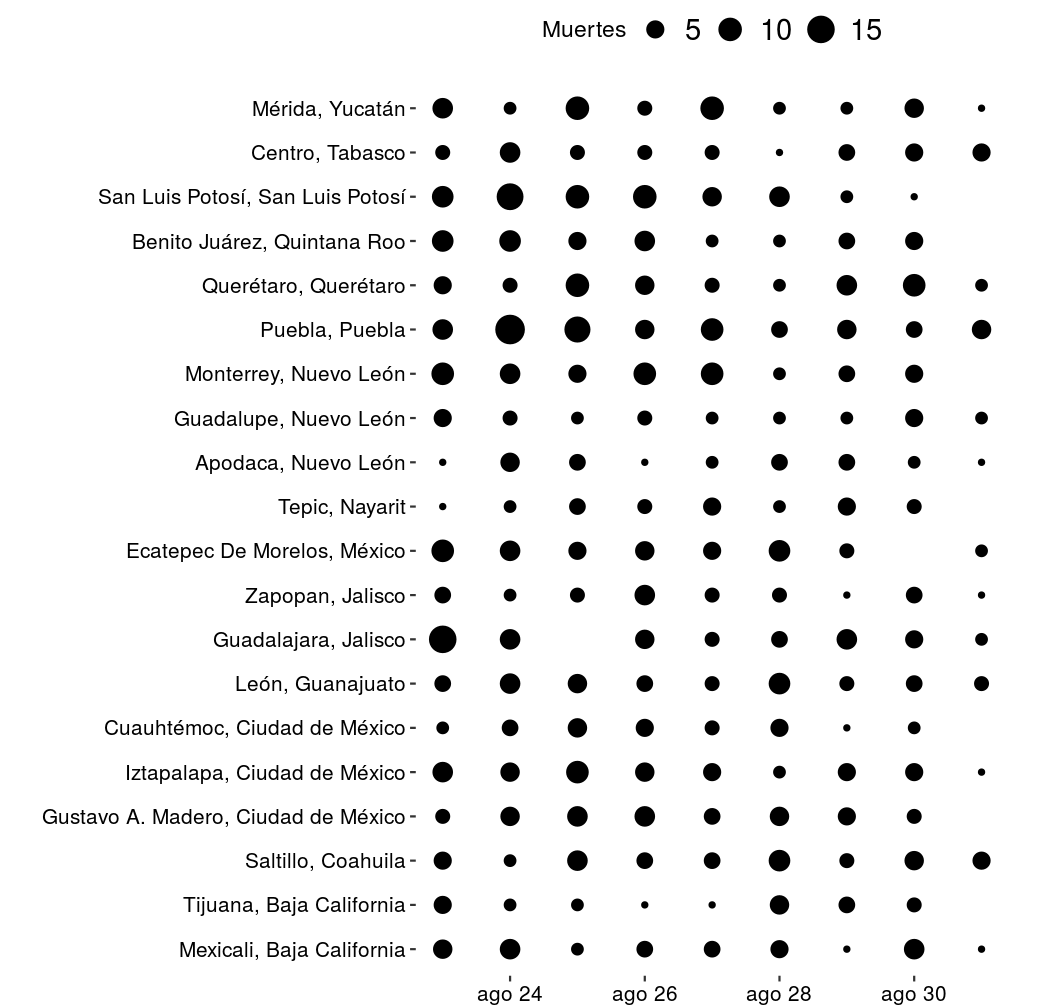 Muertes 5 10 15
Mérida, Yucatán
Centro, Tabasco
San Luis Potosí, San Luis Potosí
Benito Juárez, Quintana Roo
Querétaro, Querétaro
Puebla, Puebla
Monterrey, Nuevo León
Guadalupe, Nuevo León
Apodaca, Nuevo León
Tepic, Nayarit
Ecatepec De Morelos, México
Zapopan, Jalisco
Guadalajara, Jalisco
León, Guanajuato
Cuauhtémoc, Ciudad de México
Iztapalapa, Ciudad de México
Gustavo A. Madero, Ciudad de México
Saltillo, Coahuila
Tijuana, Baja California
Mexicali, Baja California
ago 24 ago 26 ago 28 ago 30